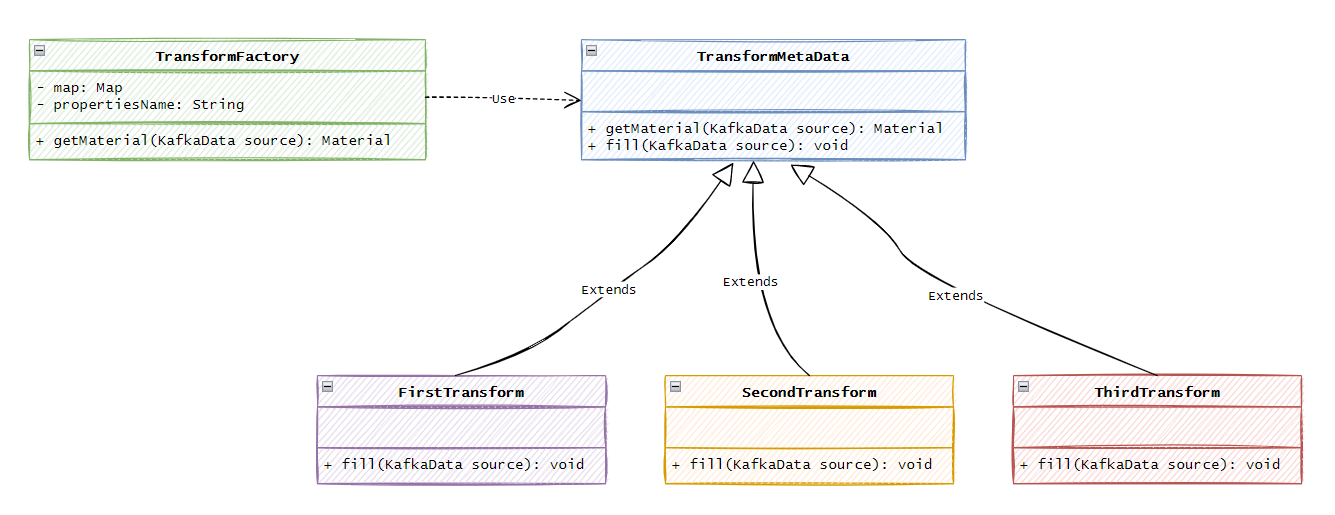 TransformFactory
- map: Map
- propertiesName: String
+ getMaterial(KafkaData source): Material
Use
TransformMetaData
+ getMaterial(KafkaData source): Material
+ fill(KafkaData source): void
Extends
Extends
Extends
FirstTransform
+ fill(KafkaData source): void
SecondTransform
+ fill(KafkaData source): void
ThirdTransform
+ fill(KafkaData source): void